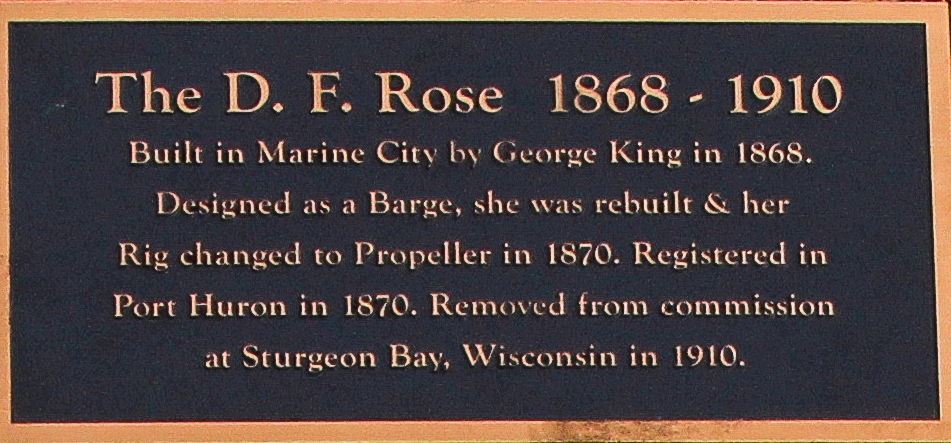 The D. F. Rose 1868 - 1910
Built in Marine City by George King in 1868.
Designed as a Barge, she was rebuilt & her
Rig changed to Propeller in 1870. Registered in
Port Huron in 1870. Removed from commission
at Sturgeon Bay, Wisconsin in 1910.